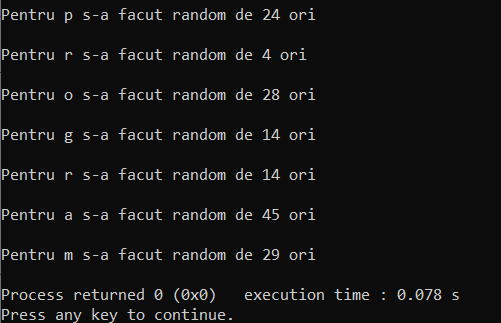 Pentru p s-a facut random de 24 ori
Pentru r s-a facut random de 4 ori
Pentru o s-a facut random de 28 ori
Pentru g s-a facut random de 14 ori
Pentru r s-a facut random de 14 ori
Pentru a s-a facut random de 45 ori
Pentru m s-a facut random de 29 ori
Process returned 0 (0x0)   execution time : 0.078 s
Press any key to continue.